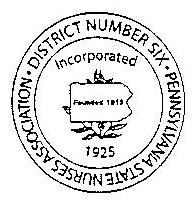 • DISTRICT NUMBER SIX • PENNSYLVANIA STATE NURSES ASSOCIATION
Incorporated
Founded 1913
1925